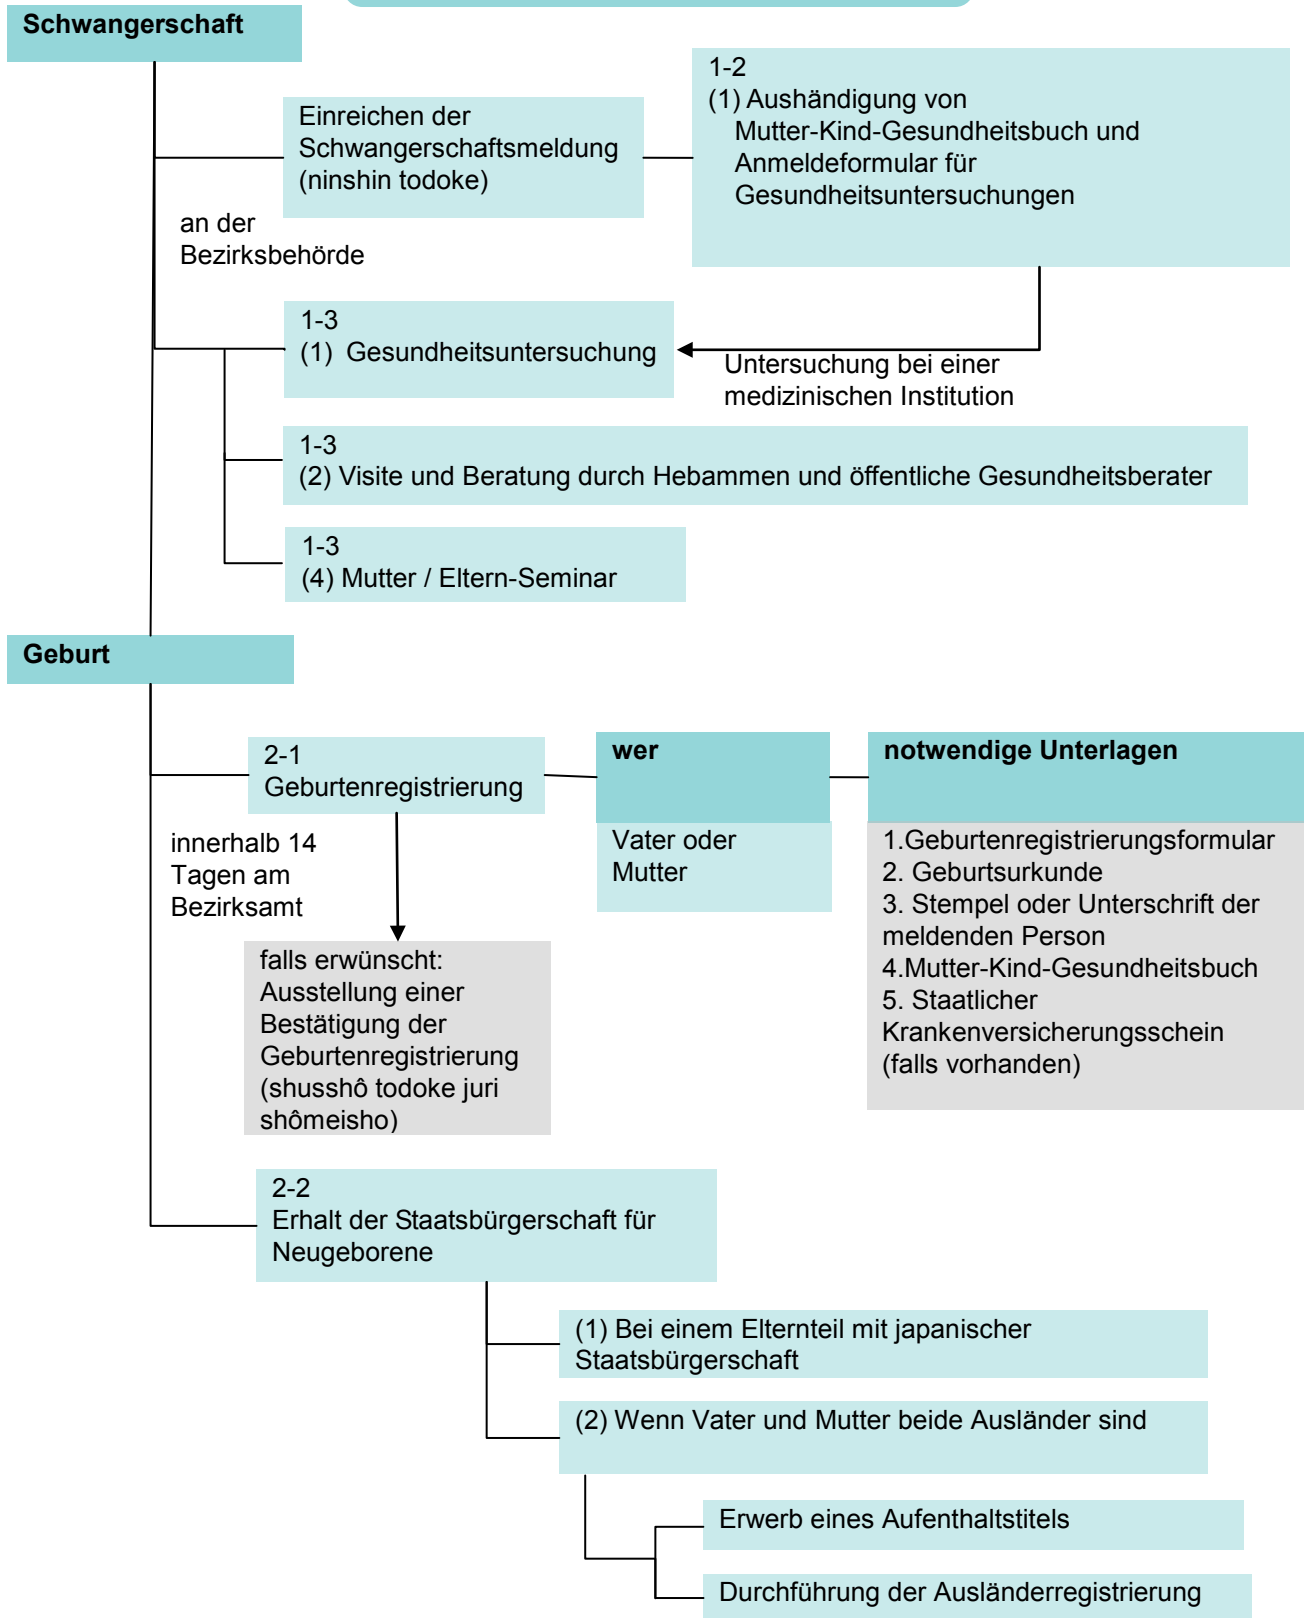 Schwangerschaft
Einreichen der
Schwangerschaftsmeldung
(ninshin todoke)
1-2
(1) Aushändigung von
Mutter-Kind-Gesundheitsbuch und
Anmeldeformular für
Gesundheitsuntersuchungen
an der
Bezirksbehörde
1-3
(1) Gesundheitsuntersuchung
Untersuchung bei einer
medizinischen Institution
1-3
(2) Visite und Beratung durch Hebammen und öffentliche Gesundheitsberater
1-3
(4) Mutter / Eltern-Seminar
Geburt
2-1
Geburtenregistrierung
wer
Vater oder
Mutter
notwendige Unterlagen
1.Geburtenregistrierungsformular
2. Geburtsurkunde
3. Stempel oder Unterschrift der
meldenden Person
4.Mutter-Kind-Gesundheitsbuch
5. Staatlicher
Krankenversicherungsschein
(falls vorhanden)
innerhalb 14
Tagen am
Bezirksamt
falls erwünscht:
Ausstellung einer
Bestätigung der
Geburtenregistrierung
(shusshô todoke juri
shômeisho)
2-2
Erhalt der Staatsbürgerschaft für
Neugeborene
(1) Bei einem Elternteil mit japanischer
Staatsbürgerschaft
(2) Wenn Vater und Mutter beide Ausländer sind
Erwerb eines Aufenthaltstitels
Durchführung der Ausländerregistrierung